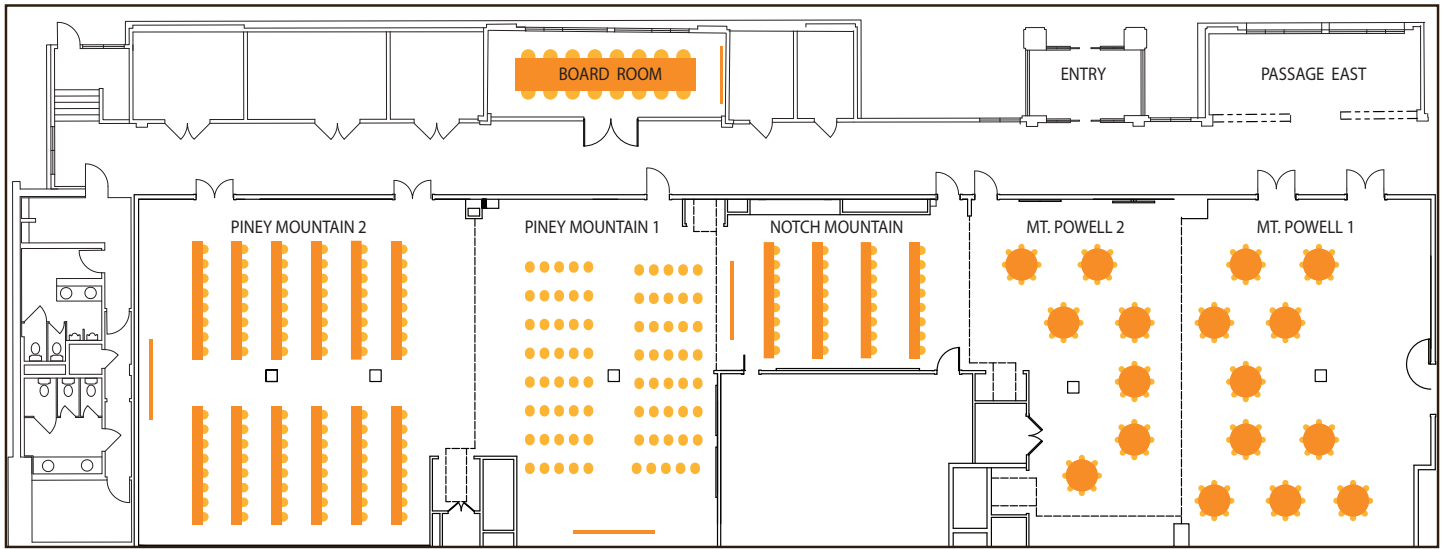 BOARD ROOM
ENTRY
PASSAGE EAST
PINEY MOUNTAIN 2
PINEY MOUNTAIN 1
NOTCH MOUNTAIN
MT. POWELL 2
MT. POWELL 1